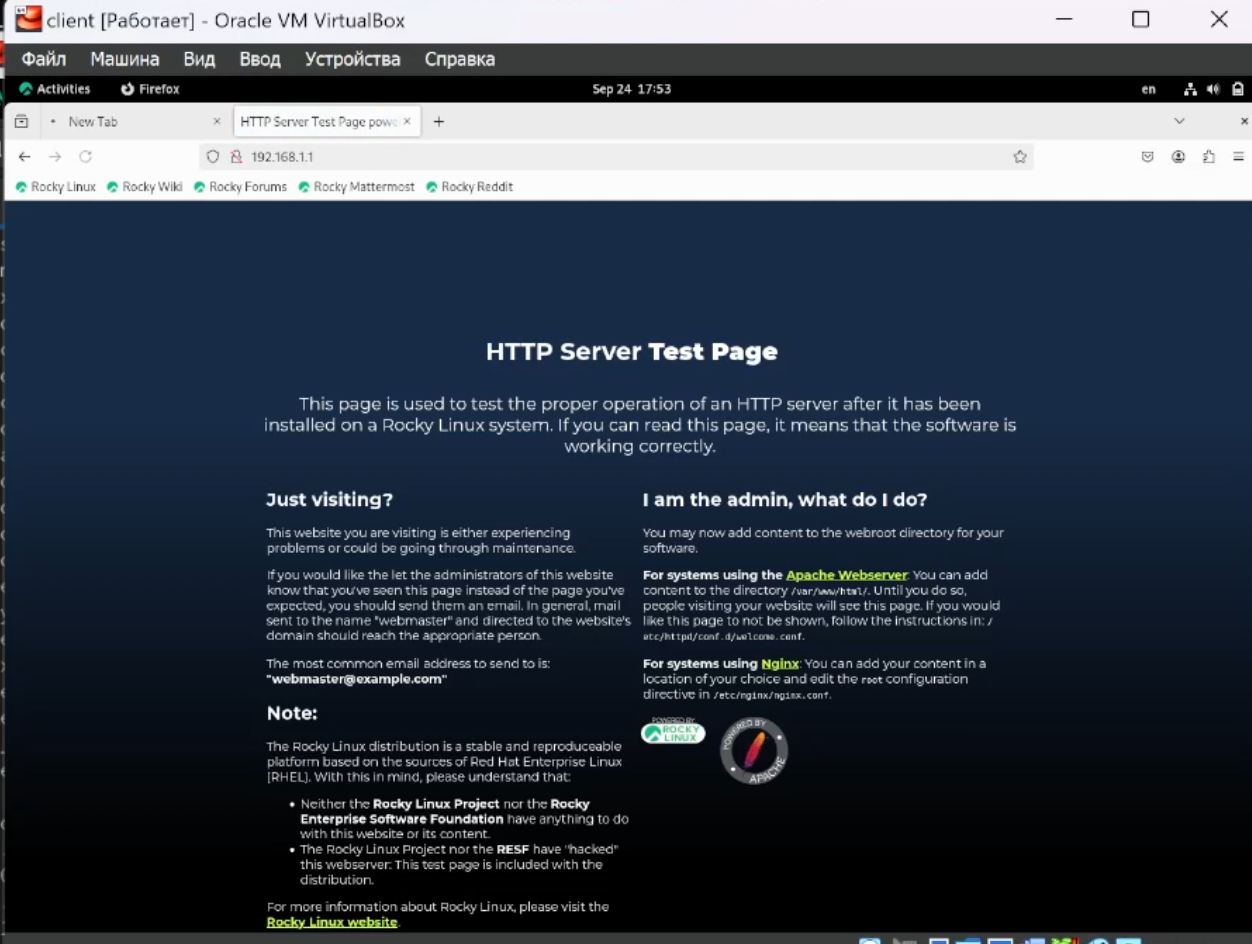 client [Работает] - Oracle VM VirtualBox
Файл Машина Вид Ввод Устройства Справка
Activities Firefox Sep 24 17:53 en
New Tab HTTP Server Test Page powe
192.168.1.1
Rocky Linux Rocky Wiki Rocky Forums Rocky Mattermost Rocky Reddit
HTTP Server Test Page
This page is used to test the proper operation of an HTTP server after it has been
installed on a Rocky Linux system. If you can read this page, it means that the software is
working correctly.
Just visiting?
This website you are visiting is either experiencing
problems or could be going through maintenance.
If you would like the let the administrators of this website
know that you've seen this page instead of the page you've
expected, you should send them an email. In general, mail
sent to the name "webmaster" and directed to the website's
domain should reach the appropriate person.
The most common email address to send to is:
"webmaster@example.com"
Note:
The Rocky Linux distribution is a stable and reproduceable
platform based on the sources of Red Hat Enterprise Linux
(RHEL). With this in mind, please understand that:
• Neither the Rocky Linux Project nor the Rocky
Enterprise Software Foundation have anything to do
with this website or its content.
• The Rocky Linux Project nor the RESF have "hacked"
this webserver: This test page is included with the
distribution.
For more information about Rocky Linux, please visit the
Rocky Linux website.
I am the admin, what do I do?
You may now add content to the webroot directory for your
software.
For systems using the Apache Webserver: You can add
content to the directory /var/www/html/. Until you do so,
people visiting your website will see this page. If you would
like this page to not be shown, follow the instructions in: /
etc/httpd/conf.d/welcome.conf.
For systems using Nginx: You can add your content in a
location of your choice and edit the root configuration
directive in /etc/nginx/nginx.conf.
POWERED BY
ROCKY
LINUX
POWERED BY
APACHE